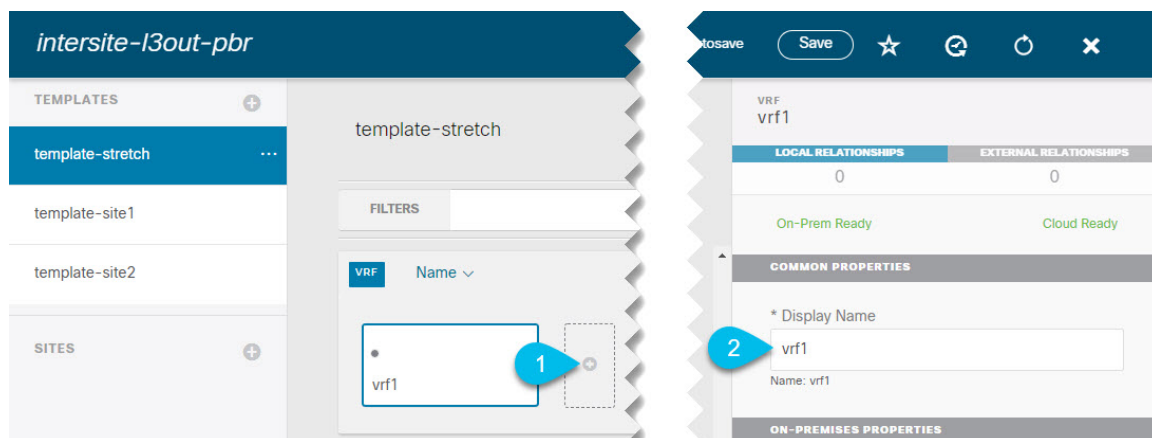 intersite-l3out-pbr
TEMPLATES
template-stretch
template-site1
template-site2
SITES
template-stretch
FILTERS
VRF Name
vrf1
1
tosave Save
VRF
vrf1
LOCAL RELATIONSHIPS EXTERNAL RELATIONSHIPS
0 0
On-Prem Ready Cloud Ready
COMMON PROPERTIES
* Display Name
2 vrf1
Name: vrf1
ON-PREMISES PROPERTIES